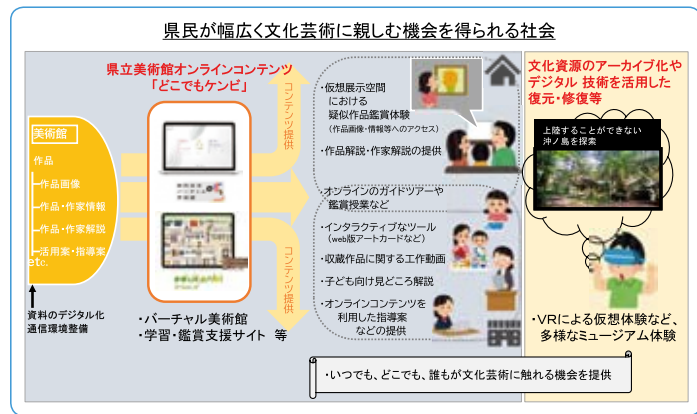 県民が幅広く文化芸術に親しむ機会を得られる社会
県立美術館オンラインコンテンツ
「どこでもケンビ」
美術館
作品
作品画像
作品・作家情報
作品・作家解説
活用案・指導案
etc.
資料のデジタル化
通信環境整備
・バーチャル美術館
・学習・鑑賞支援サイト 等
コンテンツ提供
コンテンツ提供
・仮想展示空間
における
疑似作品鑑賞体験
(作品画像・情報等へのアクセス)
・作品解説・作家解説の提供
・オンラインのガイドツアーや
鑑賞授業など
・インタラクティブなツール
(web版アートカードなど)
・収蔵作品に関する工作動画
・子ども向け見どころ解説
・オンラインコンテンツを
利用した指導案
などの提供
文化資源のアーカイブ化や
デジタル 技術を活用した
復元・修復等
上陸することができない
沖ノ島を探索
・VRによる仮想体験など、
多様なミュージアム体験
・いつでも、どこでも、誰もが文化芸術に触れる機会を提供